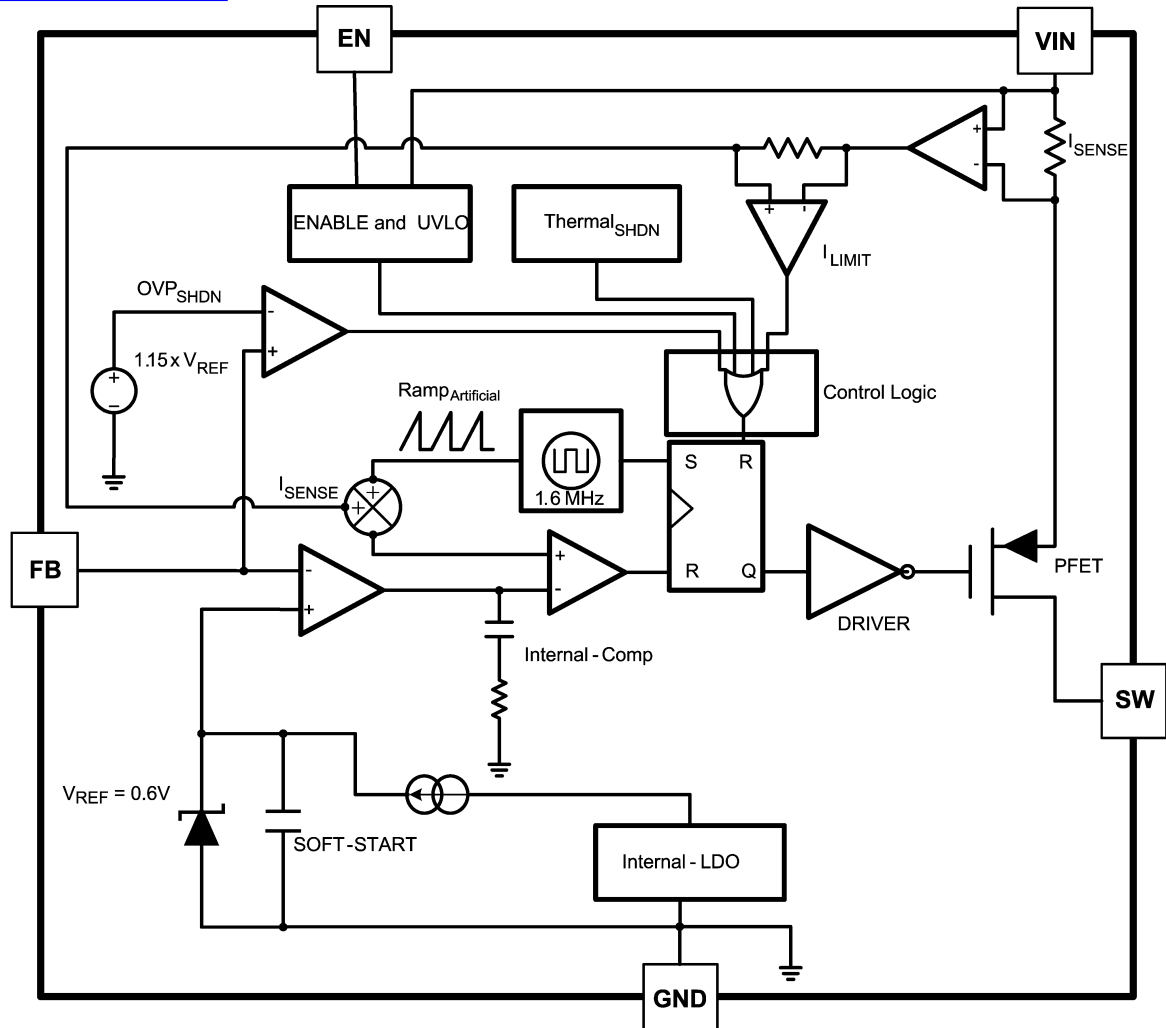 EN
VIN
+
-
ISENSE
ENABLE and UVLO
ThermalSHDN
+ -
ILIMIT
OVPSHDN
-
+
1.15 x VREF
+
−
Control Logic
RampArtificial
S R
1.6 MHz
ISENSE
+
+
FB
-
+
+
-
R Q
PFET
DRIVER
Internal - Comp
SW
VREF = 0.6V
SOFT-START
Internal - LDO
GND